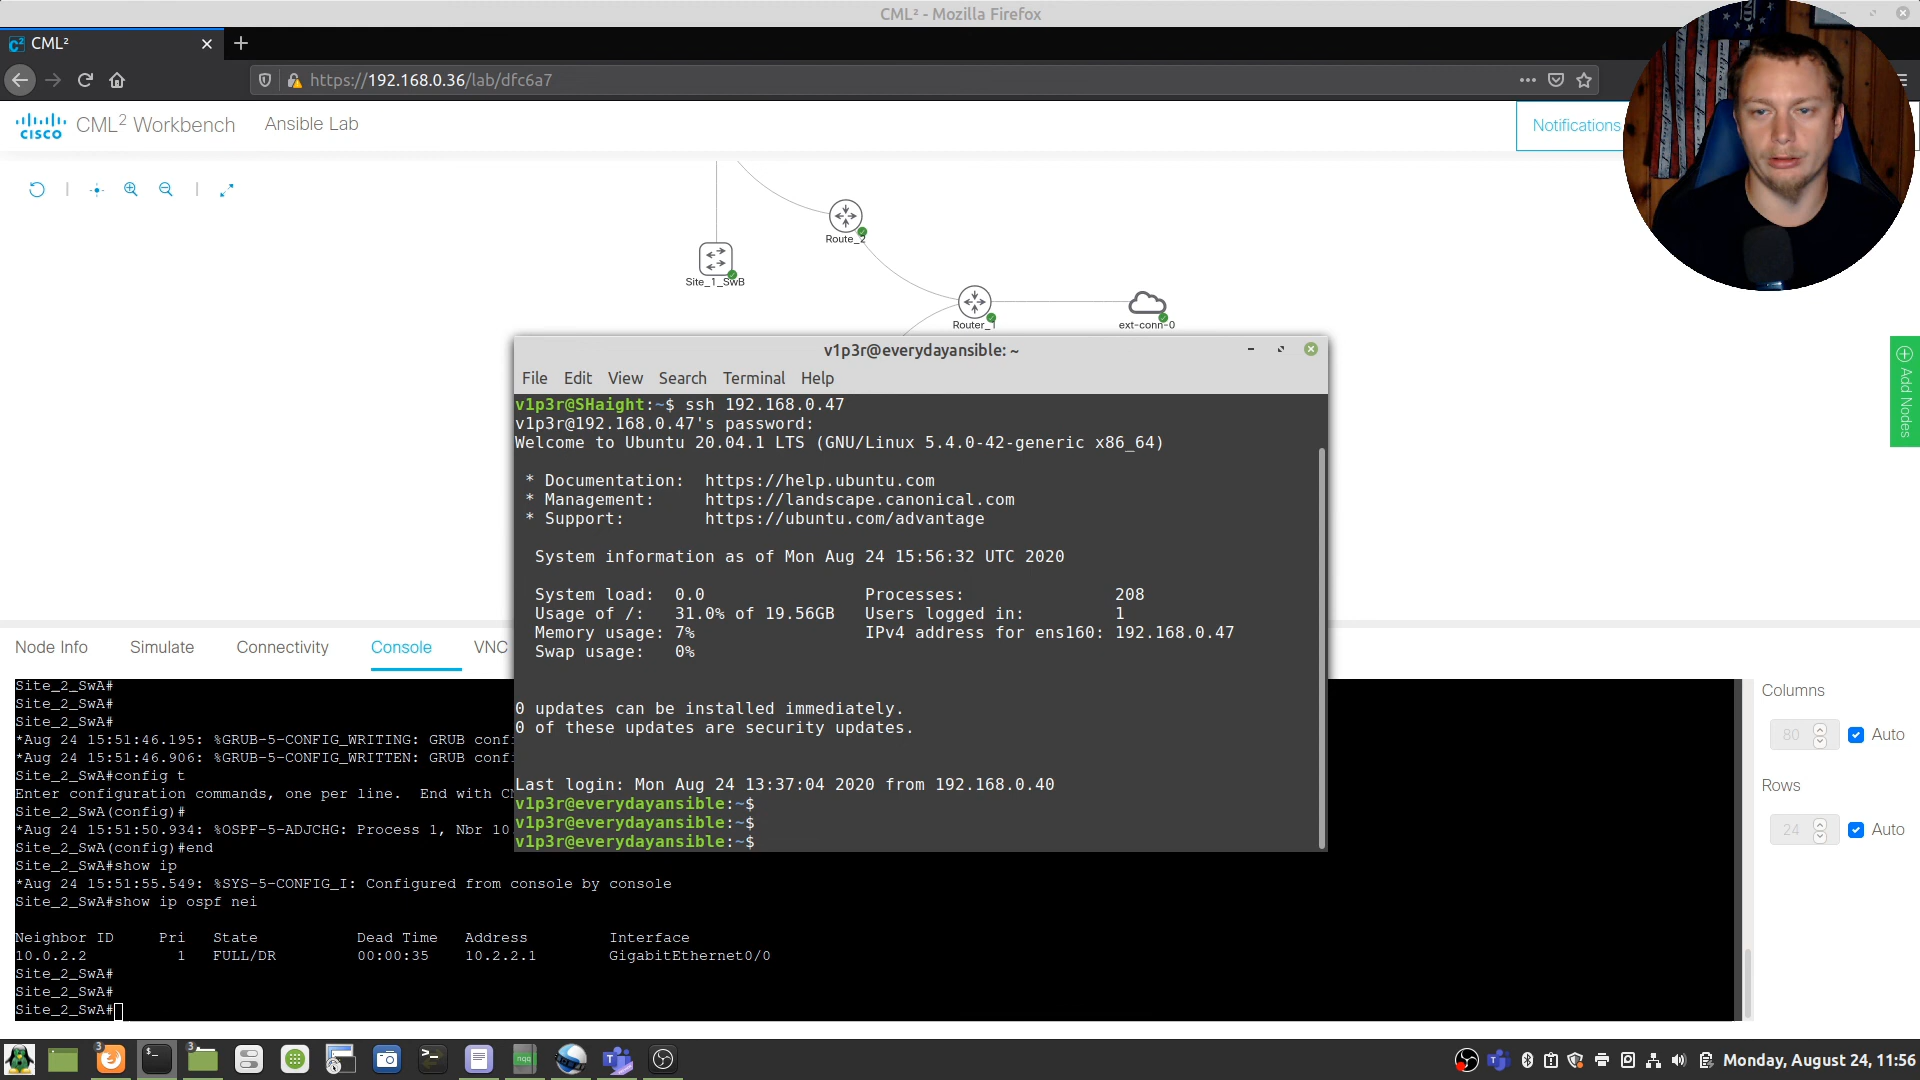 CML² - Mozilla Firefox
CML²
https://192.168.0.36/lab/dfc6a7
CISCO CML² Workbench Ansible Lab
Notifications
Route_2
Site_1_SwB
Router_1
ext-conn-0
Add Nodes
v1p3r@everydayansible: ~
File Edit View Search Terminal Help
v1p3r@SHaight:~$ ssh 192.168.0.47
v1p3r@192.168.0.47's password:
Welcome to Ubuntu 20.04.1 LTS (GNU/Linux 5.4.0-42-generic x86_64)
* Documentation: https://help.ubuntu.com
* Management: https://landscape.canonical.com
* Support: https://ubuntu.com/advantage
System information as of Mon Aug 24 15:56:32 UTC 2020
System load: 0.0 Processes: 208
Usage of /: 31.0% of 19.56GB Users logged in: 1
Memory usage: 7% IPv4 address for ens160: 192.168.0.47
Swap usage: 0%
0 updates can be installed immediately.
0 of these updates are security updates.
Last login: Mon Aug 24 13:37:04 2020 from 192.168.0.40
v1p3r@everydayansible:~$
v1p3r@everydayansible:~$
v1p3r@everydayansible:~$
Node Info Simulate Connectivity Console VNC
Site_2_SwA#
Site_2_SwA#
Site_2_SwA#
*Aug 24 15:51:46.195: %GRUB-5-CONFIG_WRITING: GRUB conf
*Aug 24 15:51:46.906: %GRUB-5-CONFIG_WRITTEN: GRUB conf
Site_2_SwA#config t
Enter configuration commands, one per line. End with CN
Site_2_SwA(config)#
*Aug 24 15:51:50.934: %OSPF-5-ADJCHG: Process 1, Nbr 10
Site_2_SwA(config)#end
Site_2_SwA#show ip
*Aug 24 15:51:55.549: %SYS-5-CONFIG_I: Configured from console by console
Site_2_SwA#show ip ospf nei
Neighbor ID Pri State Dead Time Address Interface
10.0.2.2 1 FULL/DR 00:00:35 10.2.2.1 GigabitEthernet0/0
Site_2_SwA#
Site_2_SwA#
Site_2_SwA#
Columns
80 Auto
Rows
24 Auto
3 3
Monday, August 24, 11:56